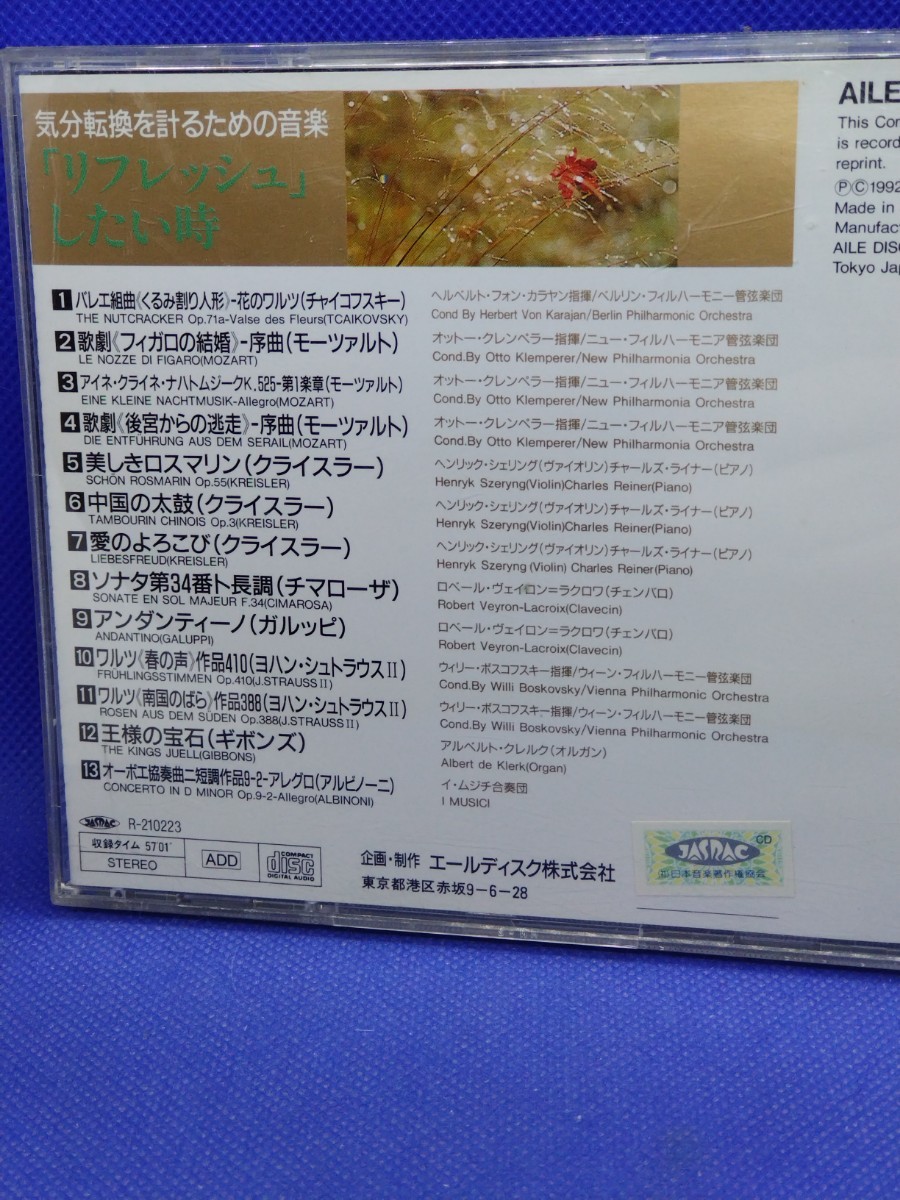 気分転換を計るための音楽
「リフレッシュ」
したい時
AILE
This Con
is record
reprint.
ⓅⒸ1992
Made in
Manufact
AILE DISC
Tokyo Jap
1 バレエ組曲《くるみ割り人形》-花のワルツ(チャイコフスキー)
THE NUTCRACKER Op.71a-Valse des Fleurs(TCAIKOVSKY)
ヘルベルト・フォン・カラヤン指揮/ベルリン・フィルハーモニー管弦楽団
Cond By Herbert Von Karajan/Berlin Philharmonic Orchestra
2 歌劇《フィガロの結婚》-序曲(モーツァルト)
LE NOZZE DI FIGARO(MOZART)
オットー・クレンペラー指揮/ニュー・フィルハーモニア管弦楽団
Cond.By Otto Klemperer/New Philharmonia Orchestra
3 アイネ・クライネ・ナハトムジークK.525-第1楽章(モーツァルト)
EINE KLEINE NACHTMUSIK-Allegro(MOZART)
オットー・クレンペラー指揮/ニュー・フィルハーモニア管弦楽団
Cond.By Otto Klemperer/New Philharmonia Orchestra
4 歌劇《後宮からの逃走》-序曲(モーツァルト)
DIE ENTFÜHRUNG AUS DEM SERAIL(MOZART)
オットー・クレンペラー指揮/ニュー・フィルハーモニア管弦楽団
Cond.By Otto Klemperer/New Philharmonia Orchestra
5 美しきロスマリン(クライスラー)
SCHÖN ROSMARIN Op.55(KREISLER)
ヘンリック・シェリング(ヴァイオリン)チャールズ・ライナー(ピアノ)
Henryk Szeryng(Violin)Charles Reiner(Piano)
6 中国の太鼓(クライスラー)
TAMBOURIN CHINOIS Op.3(KREISLER)
ヘンリック・シェリング(ヴァイオリン)チャールズ・ライナー(ピアノ)
Henryk Szeryng(Violin)Charles Reiner(Piano)
7 愛のよろこび(クライスラー)
LIEBESFREUD(KREISLER)
ヘンリック・シェリング(ヴァイオリン)チャールズ・ライナー(ピアノ)
Henryk Szeryng (Violin) Charles Reiner(Piano)
8 ソナタ第34番ト長調(チマローザ)
SONATE EN SOL MAJEUR F.34(CIMAROSA)
ロベール・ヴェイロン=ラクロワ(チェンバロ)
Robert Veyron-Lacroix(Clavecin)
9 アンダンティーノ(ガルッピ)
ANDANTINO(GALUPPI)
ロベール・ヴェイロン=ラクロワ(チェンバロ)
Robert Veyron-Lacroix(Clavecin)
10 ワルツ《春の声》作品410(ヨハン・シュトラウスⅡ)
FRÜHLINGSSTIMMEN Op.410(J.STRAUSSⅡ)
ウィリー・ボスコフスキー指揮/ウィーン・フィルハーモニー管弦楽団
Cond.By Willi Boskovsky/Vienna Philharmonic Orchestra
11 ワルツ《南国のばら》作品388(ヨハン・シュトラウスⅡ)
ROSEN AUS DEM SÜDEN Op.388(J.STRAUSSⅡ)
ウィリー・ボスコフスキー指揮/ウィーン・フィルハーモニー管弦楽団
Cond.By Willi Boskovsky/Vienna Philharmonic Orchestra
12 王様の宝石(ギボンズ)
THE KINGS JUELL(GIBBONS)
アルベルト・クレルク(オルガン)
Albert de Klerk(Organ)
13 オーボエ協奏曲ニ短調作品9-2-アレグロ(アルビノーニ)
CONCERTO IN D MINOR Op.9-2-Allegro(ALBINONI)
イ・ムジチ合奏団
I MUSICI
JASRAC R-210223
収録タイム 57'01"
STEREO
ADD
COMPACT
disc
DIGITAL AUDIO
企画・制作 エールディスク株式会社
東京都港区赤坂9-6-28
CD
JASRAC
日本音楽著作権協会